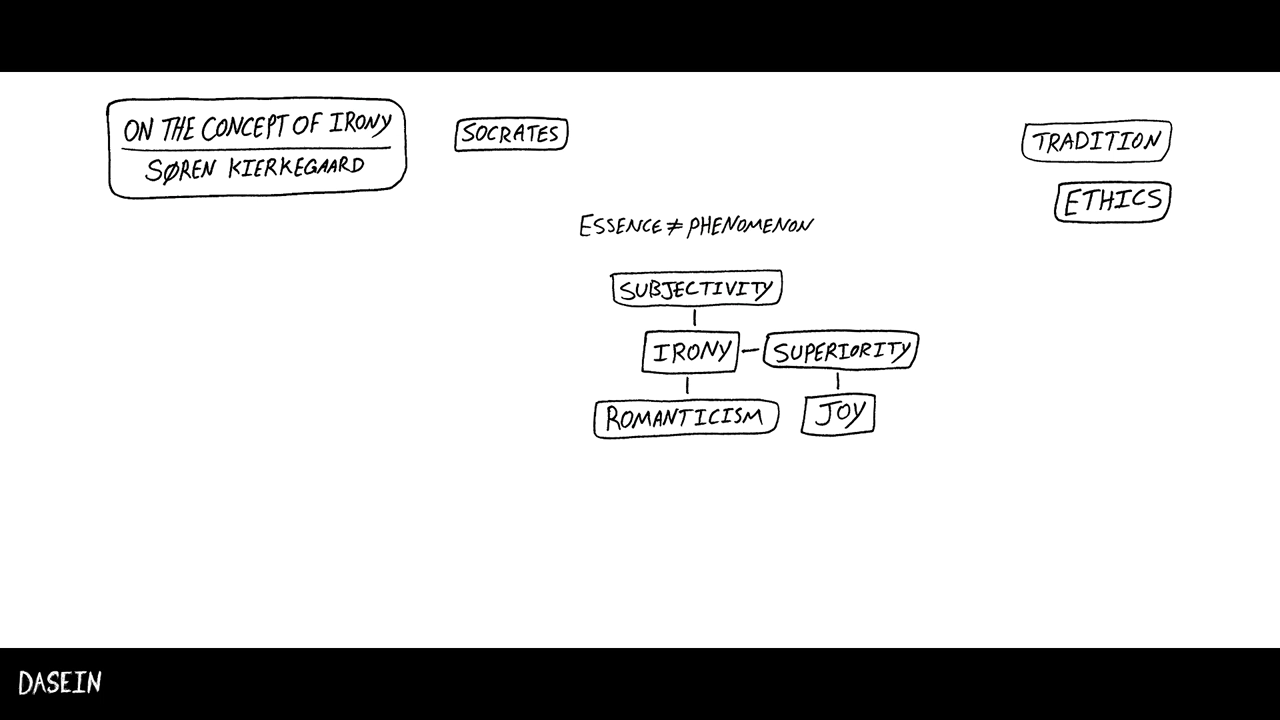 ON THE CONCEPT OF IRONY
SØREN KIERKEGAARD
SOCRATES
TRADITION
ETHICS
ESSENCE ≠ PHENOMENON
SUBJECTIVITY
IRONY – SUPERIORITY
ROMANTICISM
JOY
DASEIN